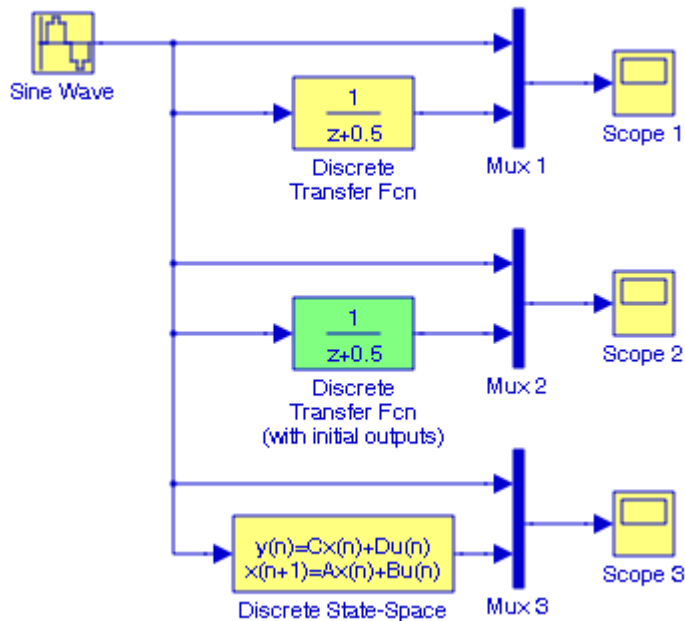 Sine Wave
1
z+0.5
Discrete
Transfer Fcn
Mux 1
Scope 1
1
z+0.5
Discrete
Transfer Fcn
(with initial outputs)
Mux 2
Scope 2
y(n)=Cx(n)+Du(n)
x(n+1)=Ax(n)+Bu(n)
Discrete State-Space
Mux 3
Scope 3